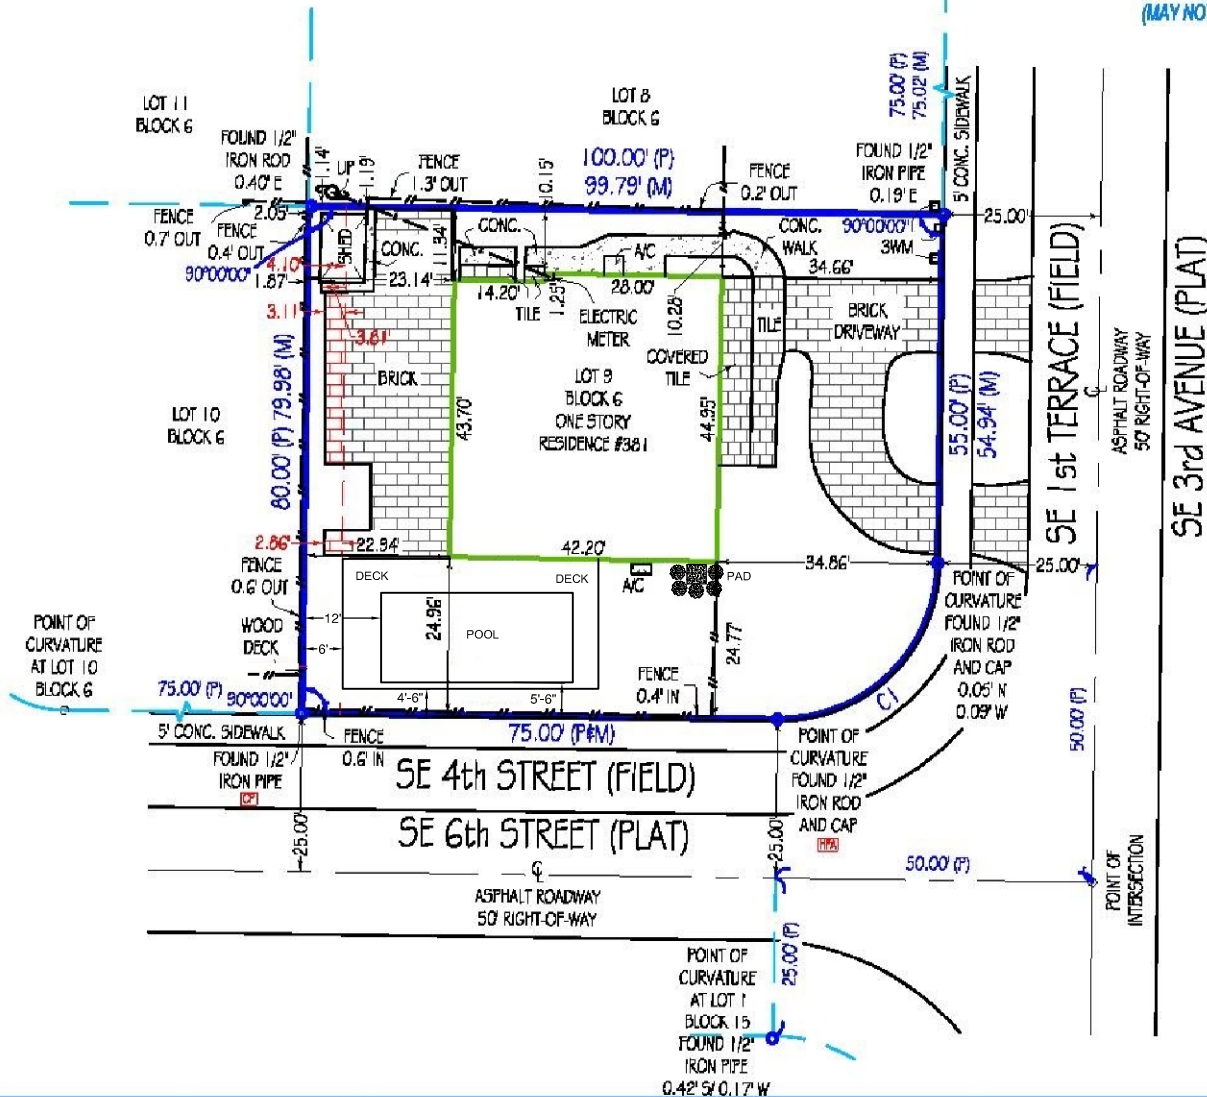 (MAY NO
LOT 11
BLOCK 6
LOT 8
BLOCK 6
75.00' (P)
75.02' (M)
5' CONC. SIDEWALK
FOUND 1/2"
IRON ROD
0.40' E
1.14'
UP
1.19'
FENCE
1.3' OUT
10.15'
100.00' (P)
99.79' (M)
FENCE
0.2' OUT
FOUND 1/2"
IRON PIPE
0.19' E
FENCE
0.7' OUT
2.05'
FENCE
0.4' OUT
90°00'00"
SHED
CONC.
11.34'
CONC.
A/C
CONC.
WALK
90°00'00"
3WM
25.00'
4.10'
1.87'
23.14'
14.20'
TILE
1.25'
28.00'
34.66'
3.11'
3.61'
ELECTRIC
METER
10.28'
TILE
BRICK
DRIVEWAY
COVERED
TILE
BRICK
LOT 9
BLOCK 6
ONE STORY
RESIDENCE #381
43.70'
44.95'
LOT 10
BLOCK 6
80.00' (P) 79.98' (M)
55.00' (P)
54.94' (M)
SE 1st TERRACE (FIELD)
ASPHALT ROADWAY
50' RIGHT-OF-WAY
SE 3rd AVENUE (PLAT)
2.86'
22.94'
42.20'
34.86'
25.00'
FENCE
0.6' OUT
DECK
DECK
A/C
PAD
WOOD
DECK
12'
6'
24.96'
POOL
24.77'
FENCE
0.4' IN
4'-6"
5'-6"
POINT OF
CURVATURE
FOUND 1/2"
IRON ROD
AND CAP
0.05' N
0.09' W
POINT OF
CURVATURE
AT LOT 10
BLOCK 6
75.00' (P)
90°00'00"
C1
50.00' (P)
5' CONC. SIDEWALK
FENCE
0.6' IN
75.00' (P&M)
FOUND 1/2"
IRON PIPE
CP
SE 4th STREET (FIELD)
POINT OF
CURVATURE
FOUND 1/2"
IRON ROD
AND CAP
HPA
25.00'
SE 6th STREET (PLAT)
25.00'
50.00' (P)
POINT OF
INTERSECTION
ASPHALT ROADWAY
50' RIGHT-OF-WAY
25.00' (P)
POINT OF
CURVATURE
AT LOT 1
BLOCK 15
FOUND 1/2"
IRON PIPE
0.42' S/ 0.17' W